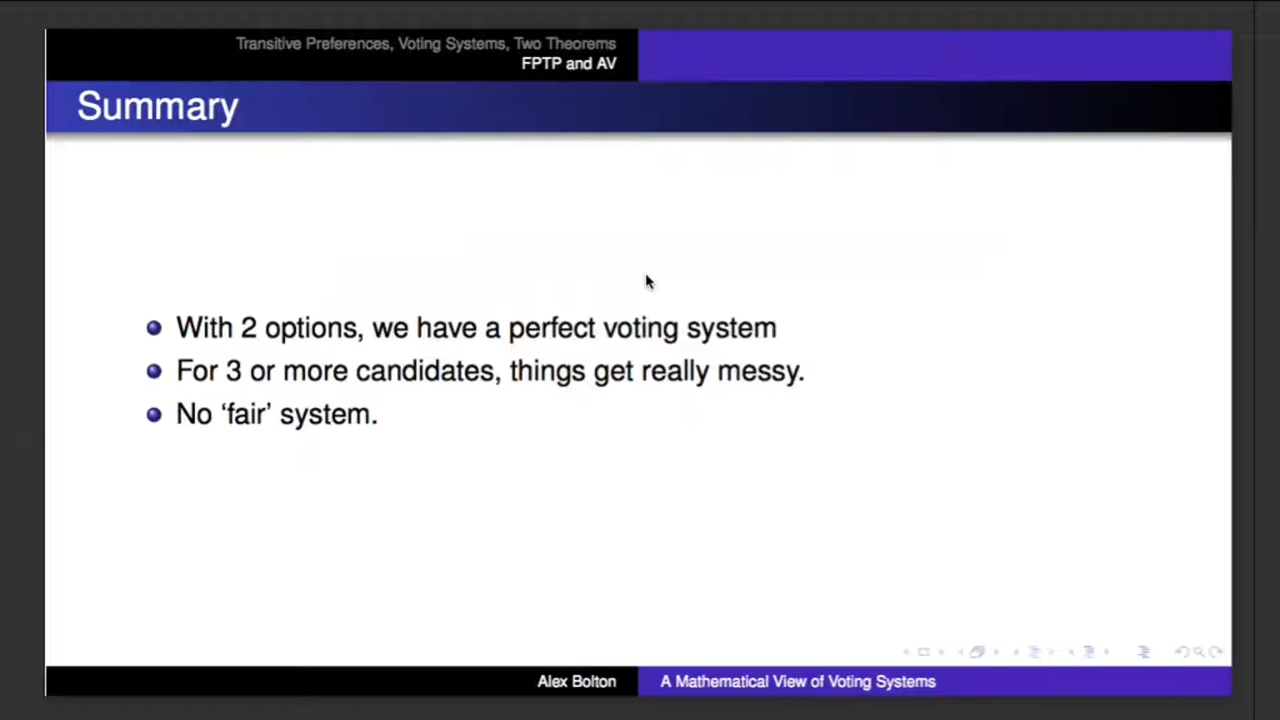 Transitive Preferences, Voting Systems, Two Theorems
FPTP and AV
Summary
With 2 options, we have a perfect voting system
For 3 or more candidates, things get really messy.
No ‘fair’ system.
Alex Bolton
A Mathematical View of Voting Systems